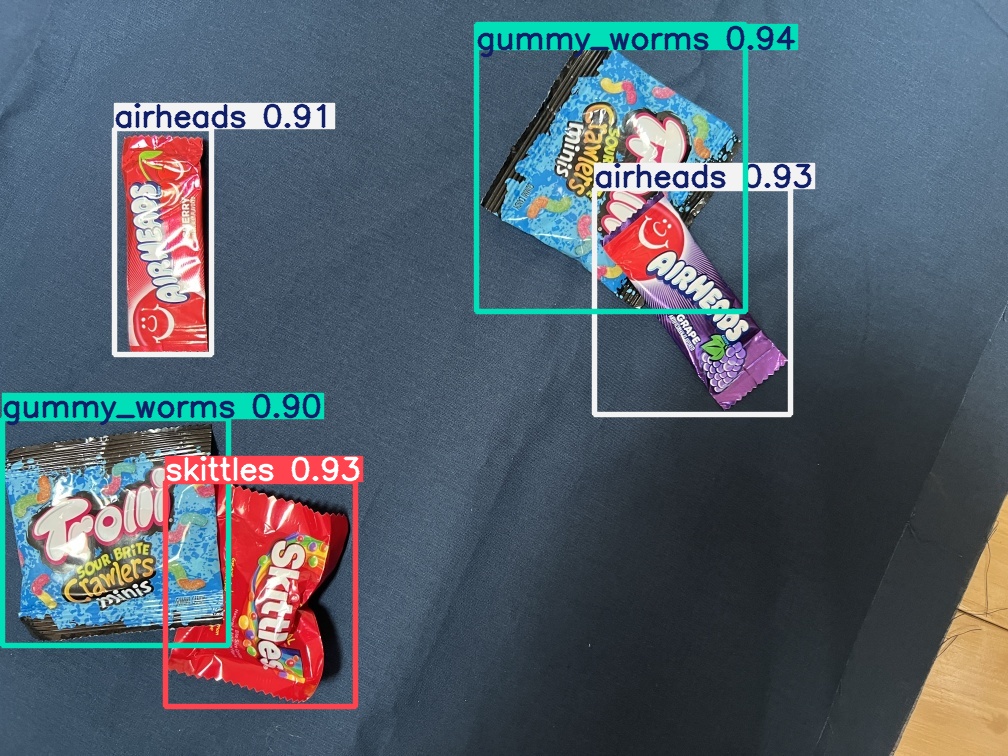 gummy_worms 0.94
airheads 0.91
SOUR BRITE
Crawlers
minis
airheads 0.93
AIRHEADS
CHERRY
AIRHEADS
GRAPE
gummy_worms 0.90
skittles 0.93
Trolli
SOUR BRITE
Crawlers
minis
Skittles